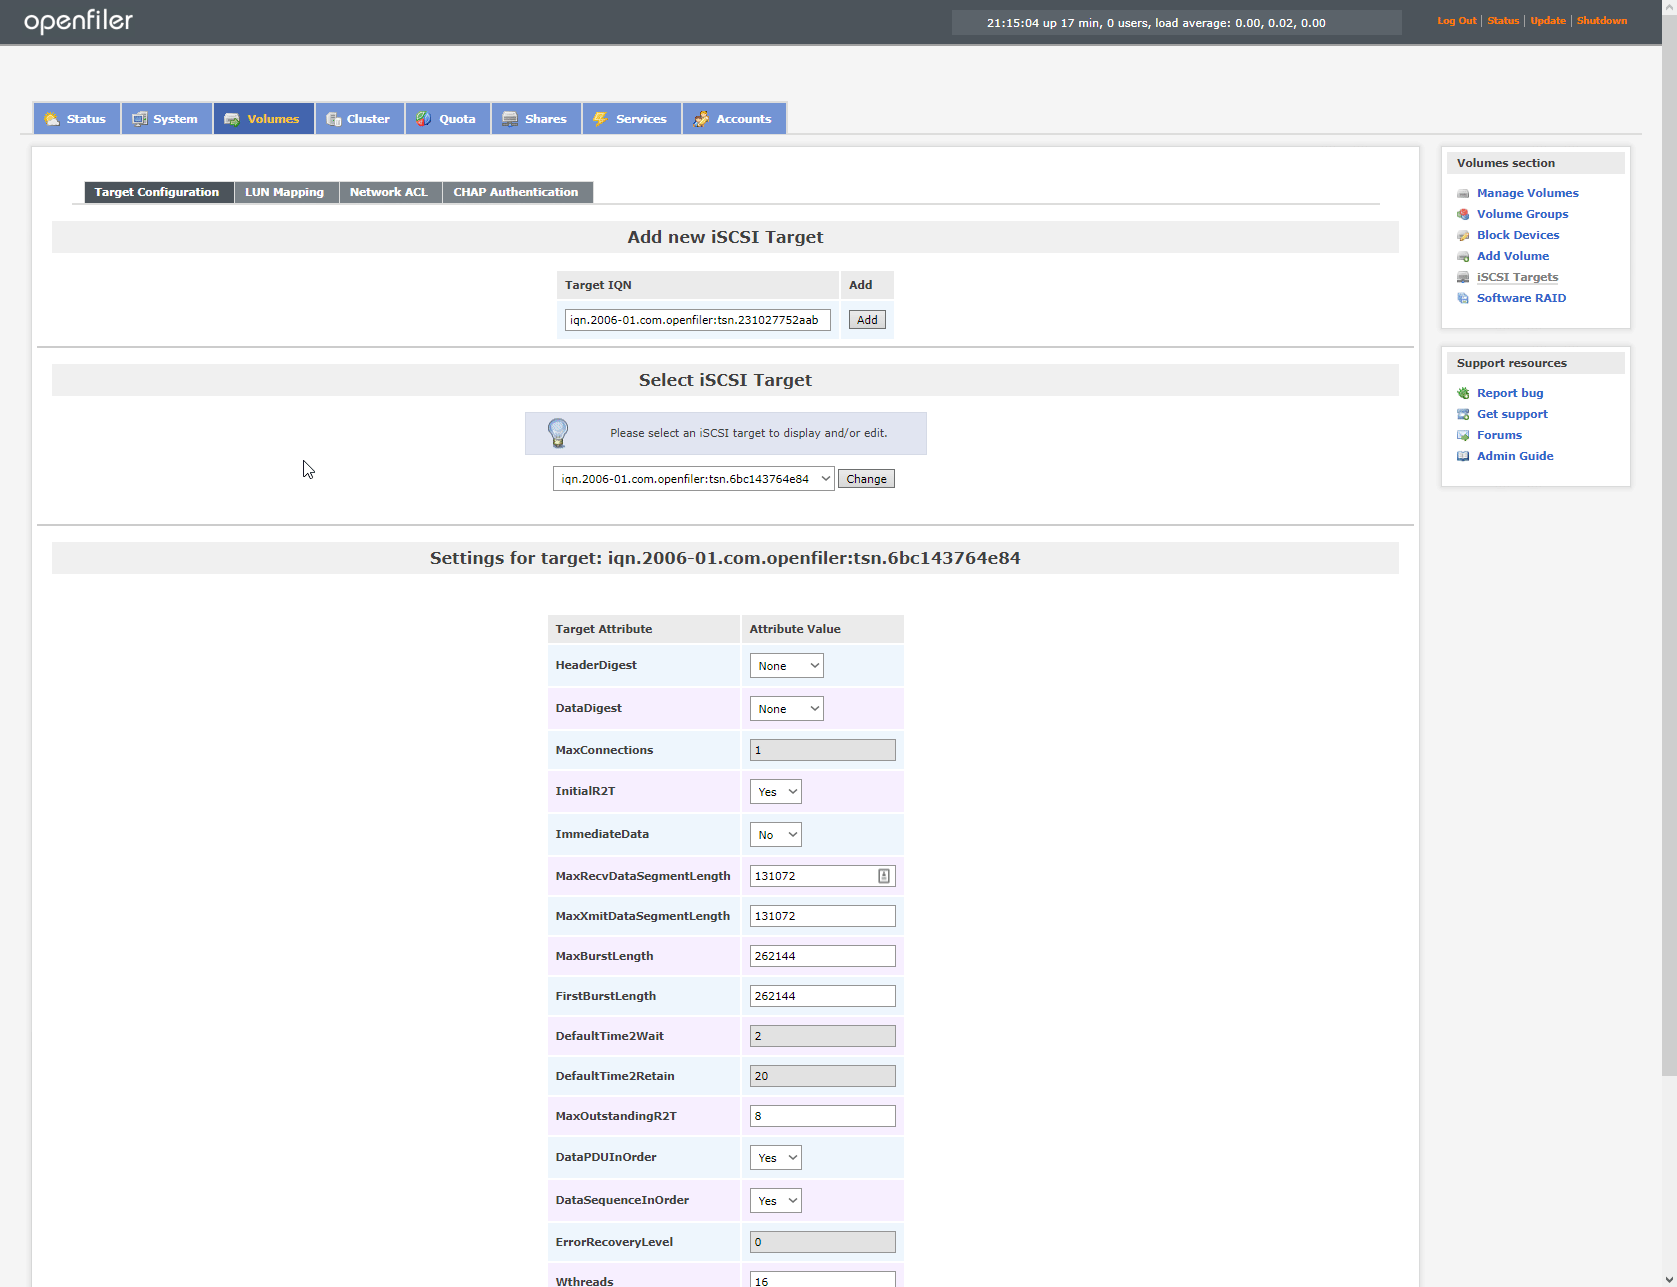 openfiler
21:15:04 up 17 min, 0 users, load average: 0.00, 0.02, 0.00
Log Out | Status | Update | Shutdown
Status System Volumes Cluster Quota Shares Services Accounts
Target Configuration LUN Mapping Network ACL CHAP Authentication
Add new iSCSI Target
Target IQN Add
iqn.2006-01.com.openfiler:tsn.231027752aab Add
Select iSCSI Target
Please select an iSCSI target to display and/or edit.
iqn.2006-01.com.openfiler:tsn.6bc143764e84 Change
Settings for target: iqn.2006-01.com.openfiler:tsn.6bc143764e84
Target Attribute Attribute Value
HeaderDigest None
DataDigest None
MaxConnections 1
InitialR2T Yes
ImmediateData No
MaxRecvDataSegmentLength 131072
MaxXmitDataSegmentLength 131072
MaxBurstLength 262144
FirstBurstLength 262144
DefaultTime2Wait 2
DefaultTime2Retain 20
MaxOutstandingR2T 8
DataPDUInOrder Yes
DataSequenceInOrder Yes
ErrorRecoveryLevel 0
Wthreads 16
Volumes section
Manage Volumes
Volume Groups
Block Devices
Add Volume
iSCSI Targets
Software RAID
Support resources
Report bug
Get support
Forums
Admin Guide